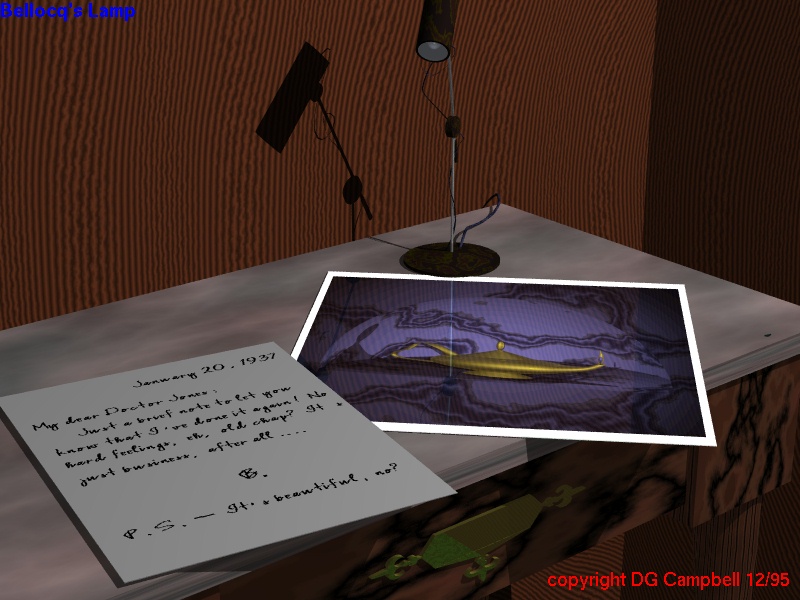 Bellocq's Lamp
January 20, 1937
My dear Doctor Jones,
Just a brief note to let you
know that I've done it again! No
hard feelings, eh, old chap? It's
just business, after all ....
B.
P.S. — It's beautiful, no?
copyright DG Campbell 12/95